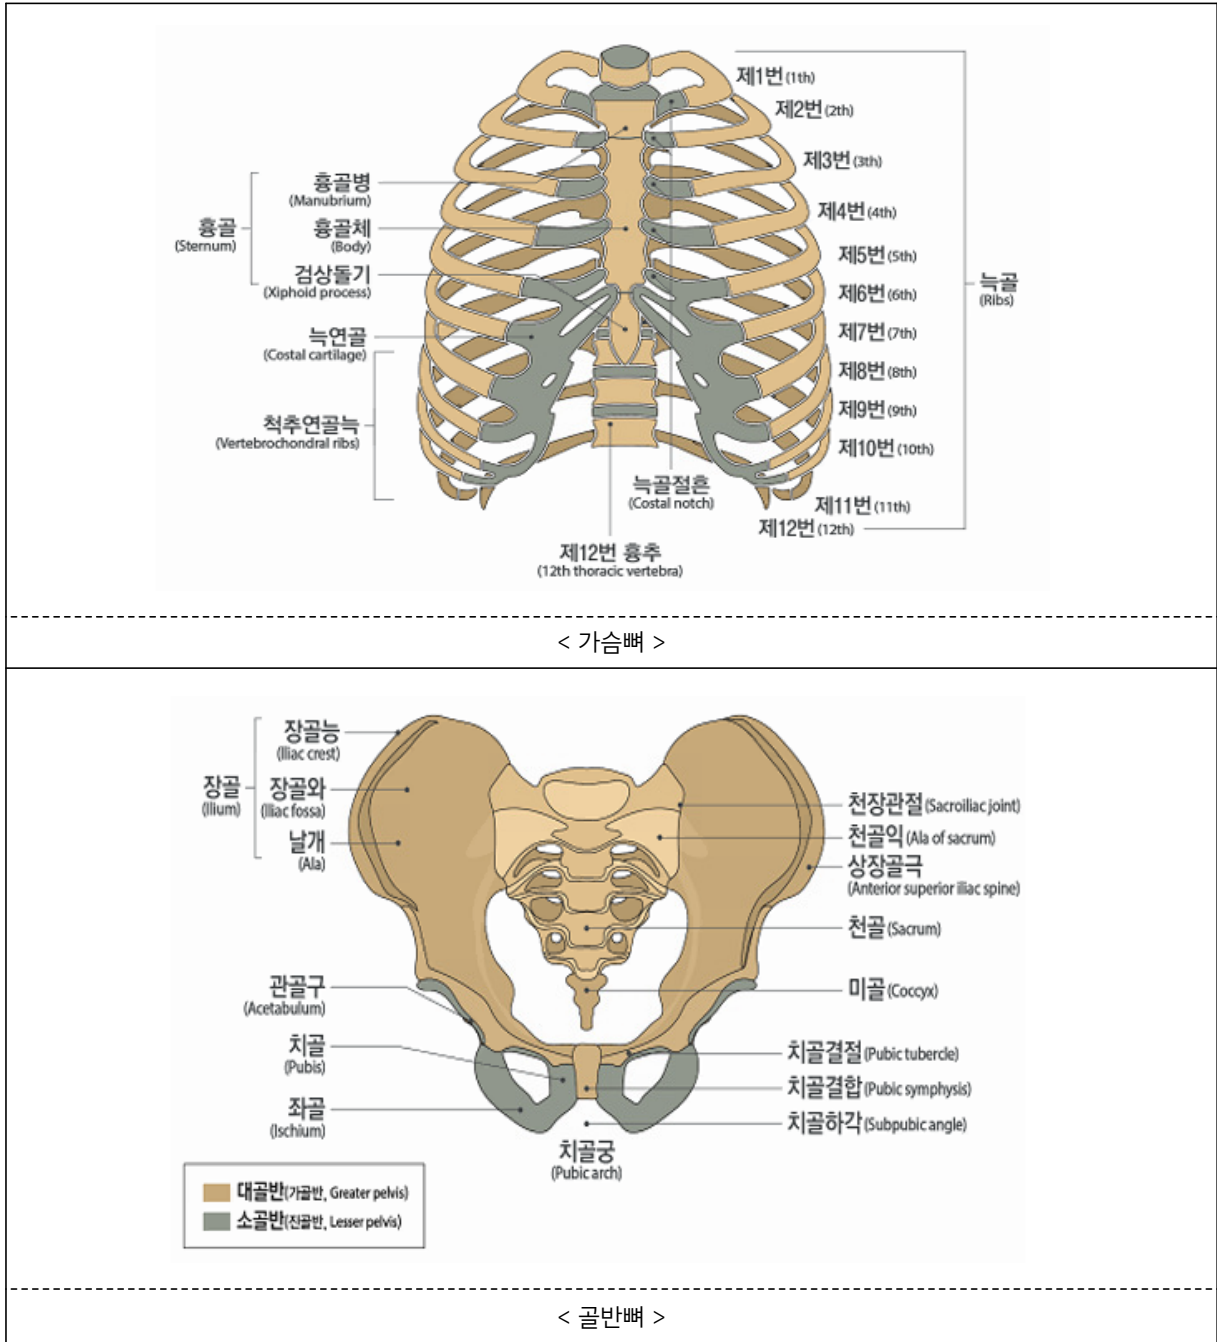 제1번 (1th)
제2번 (2th)
제3번 (3th)
제4번 (4th)
제5번 (5th)
제6번 (6th)
제7번 (7th)
제8번 (8th)
제9번 (9th)
제10번 (10th)
제11번 (11th)
제12번 (12th)
늑골
(Ribs)
흉골
(Sternum)
흉골병
(Manubrium)
흉골체
(Body)
검상돌기
(Xiphoid process)
늑연골
(Costal cartilage)
척추연골늑
(Vertebrochondral ribs)
늑골절흔
(Costal notch)
제12번 흉추
(12th thoracic vertebra)
< 가슴뼈 >
장골
(Ilium)
장골능
(Iliac crest)
장골와
(Iliac fossa)
날개
(Ala)
관골구
(Acetabulum)
치골
(Pubis)
좌골
(Ischium)
천장관절 (Sacroiliac joint)
천골익 (Ala of sacrum)
상장골극
(Anterior superior iliac spine)
천골 (Sacrum)
미골 (Coccyx)
치골결절 (Pubic tubercle)
치골결합 (Pubic symphysis)
치골하각 (Subpubic angle)
치골궁
(Pubic arch)
대골반(가골반, Greater pelvis)
소골반(진골반, Lesser pelvis)
< 골반뼈 >